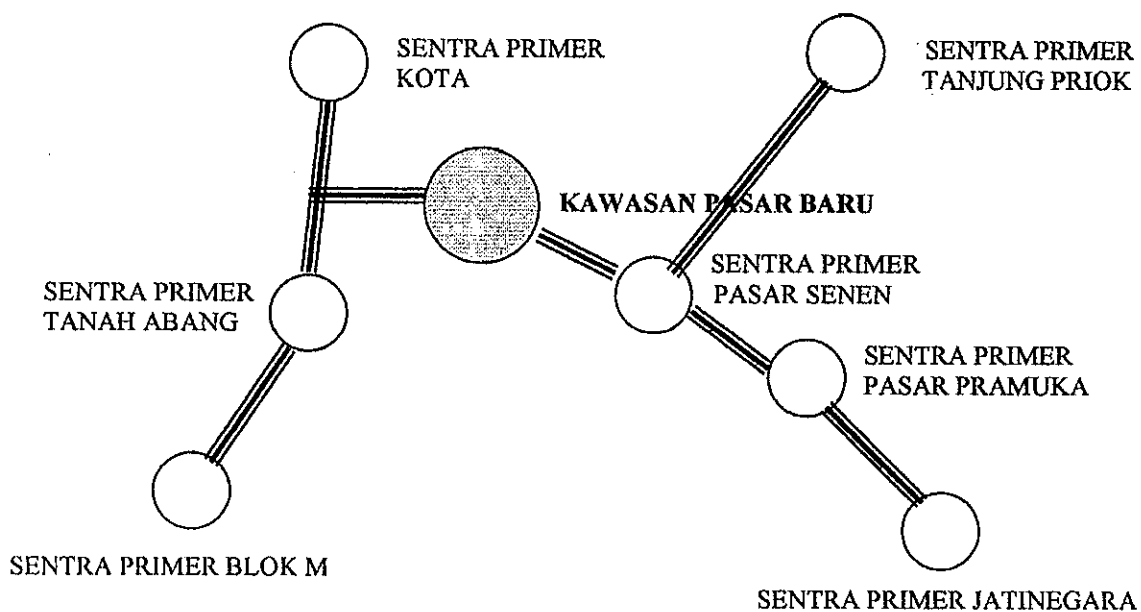 SENTRA PRIMER
KOTA
SENTRA PRIMER
TANJUNG PRIOK
KAWASAN PASAR BARU
SENTRA PRIMER
PASAR SENEN
SENTRA PRIMER
TANAH ABANG
SENTRA PRIMER
PASAR PRAMUKA
SENTRA PRIMER BLOK M
SENTRA PRIMER JATINEGARA